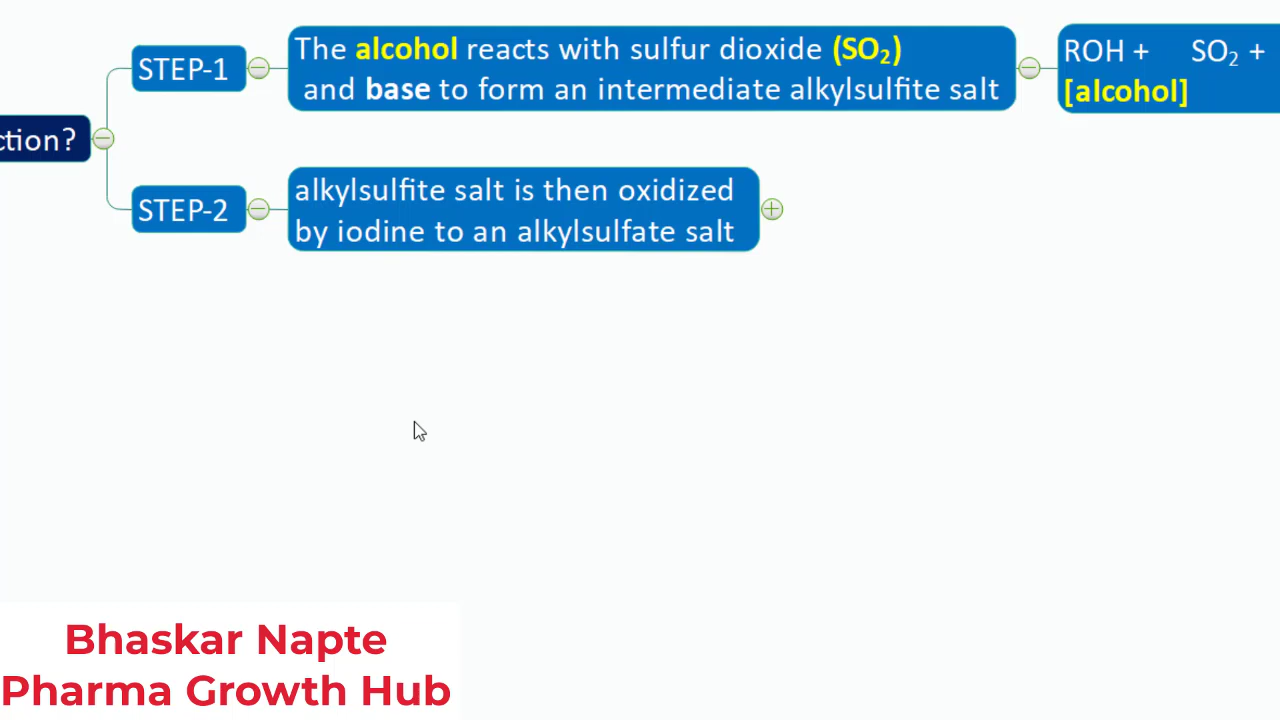 ction?
STEP-1
The alcohol reacts with sulfur dioxide (SO₂)
and base to form an intermediate alkylsulfite salt
ROH + SO₂ +
[alcohol]
STEP-2
alkylsulfite salt is then oxidized
by iodine to an alkylsulfate salt
Bhaskar Napte
Pharma Growth Hub